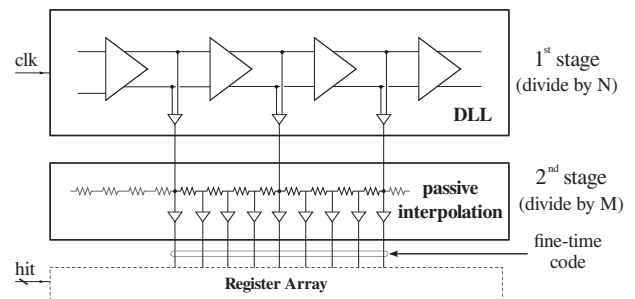 clk
1st stage
(divide by N)
DLL
passive
interpolation
2nd stage
(divide by M)
fine-time
code
hit
Register Array